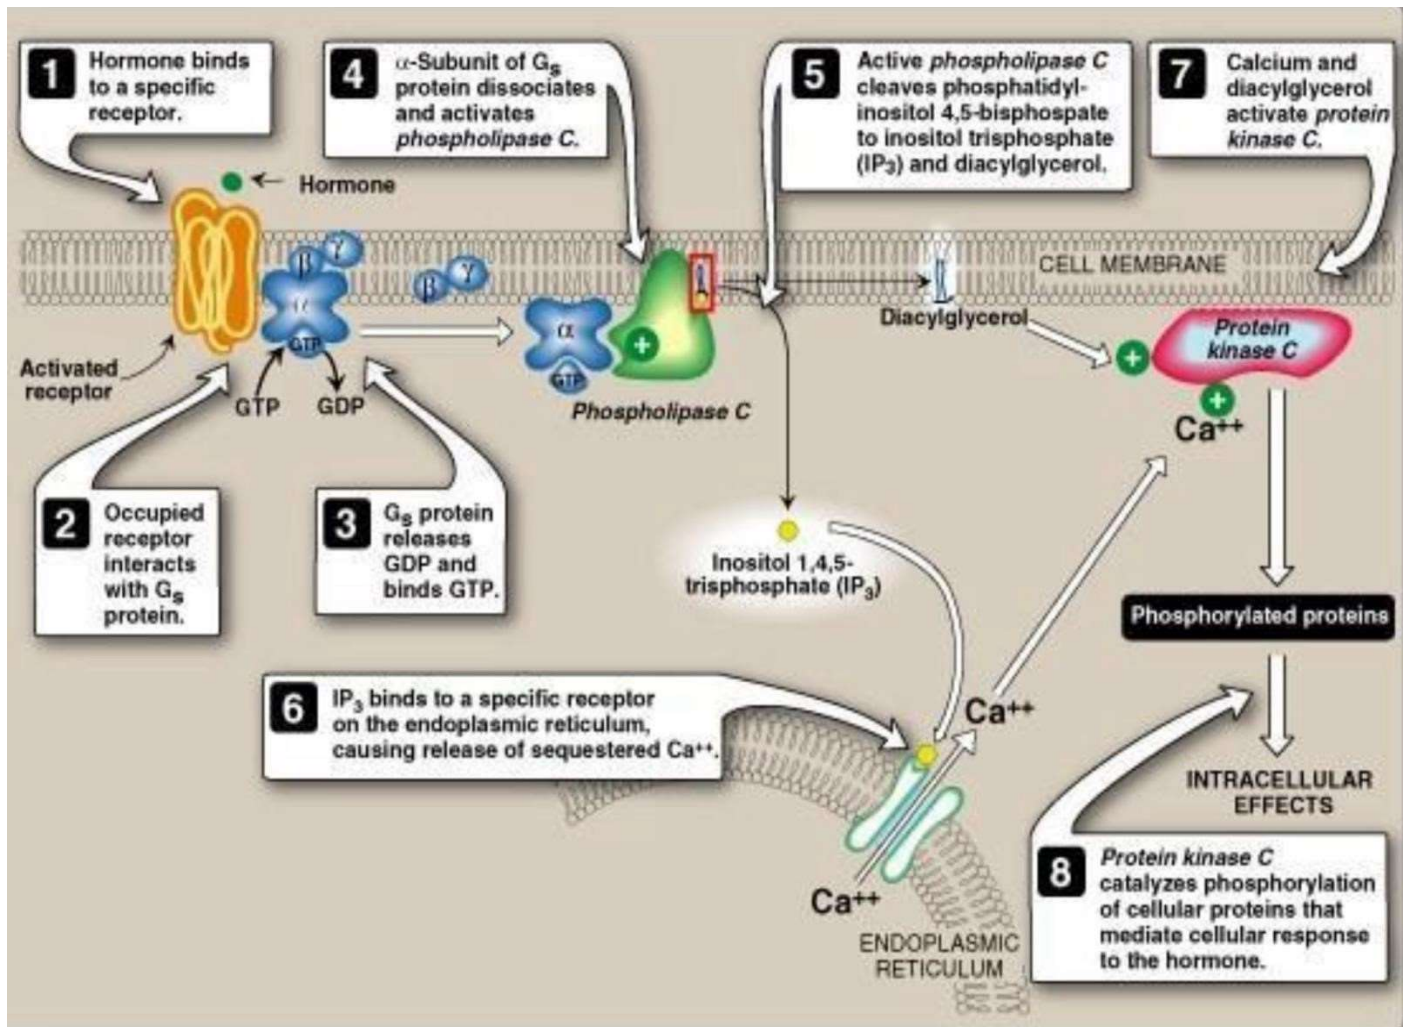 1
Hormone binds
to a specific
receptor.
4
α-Subunit of Gs
protein dissociates
and activates
phospholipase C.
5
Active phospholipase C
cleaves phosphatidyl-
inositol 4,5-bisphospate
to inositol trisphosphate
(IP3) and diacylglycerol.
7
Calcium and
diacylglycerol
activate protein
kinase C.
Hormone
β γ
α
GTP
β γ
α
GTP
+
CELL MEMBRANE
Diacylglycerol
+
Protein
kinase C
+
Ca++
Activated
receptor
GTP
GDP
Phospholipase C
2
Occupied
receptor
interacts
with Gs
protein.
3
Gs protein
releases
GDP and
binds GTP.
Inositol 1,4,5-
trisphosphate (IP3)
Phosphorylated proteins
6
IP3 binds to a specific receptor
on the endoplasmic reticulum,
causing release of sequestered Ca++.
Ca++
Ca++
ENDOPLASMIC
RETICULUM
INTRACELLULAR
EFFECTS
8
Protein kinase C
catalyzes phosphorylation
of cellular proteins that
mediate cellular response
to the hormone.